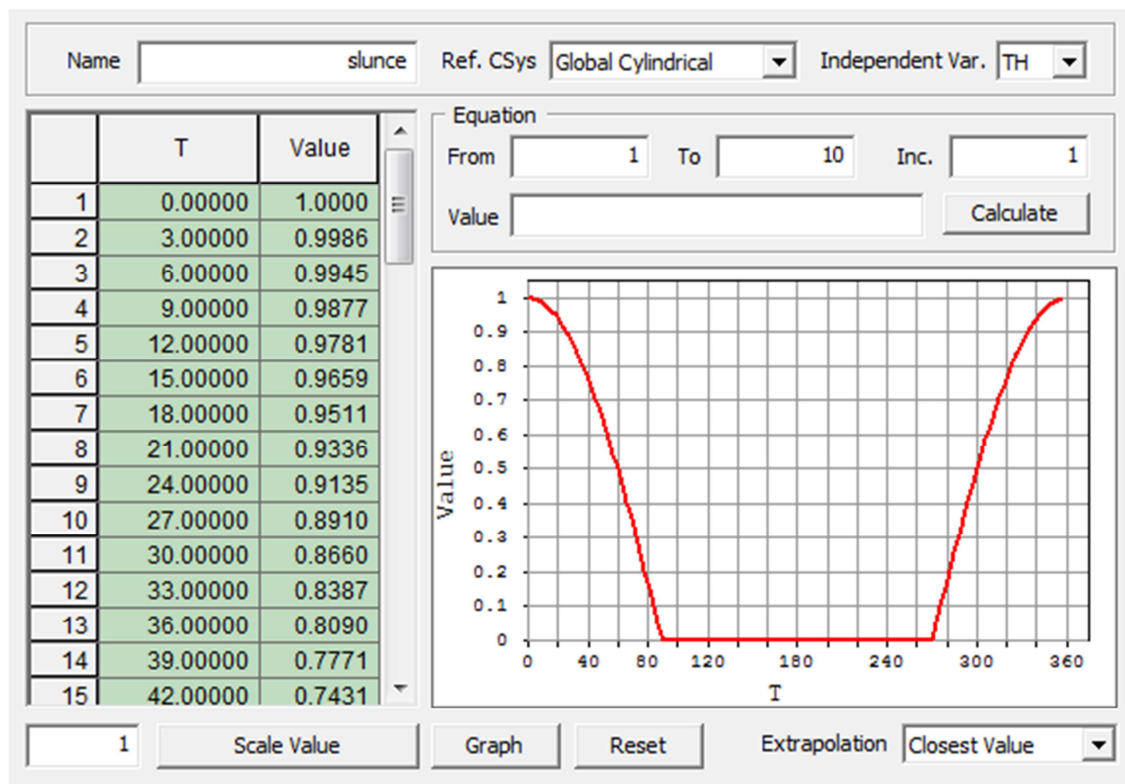 Name slunce Ref. CSys Global Cylindrical Independent Var. TH
T Value
1 0.00000 1.0000
2 3.00000 0.9986
3 6.00000 0.9945
4 9.00000 0.9877
5 12.00000 0.9781
6 15.00000 0.9659
7 18.00000 0.9511
8 21.00000 0.9336
9 24.00000 0.9135
10 27.00000 0.8910
11 30.00000 0.8660
12 33.00000 0.8387
13 36.00000 0.8090
14 39.00000 0.7771
15 42.00000 0.7431
Equation
From 1 To 10 Inc. 1
Value Calculate
Value
1
0.9
0.8
0.7
0.6
0.5
0.4
0.3
0.2
0.1
0
0 40 80 120 180 240 300 360
T
1 Scale Value Graph Reset Extrapolation Closest Value